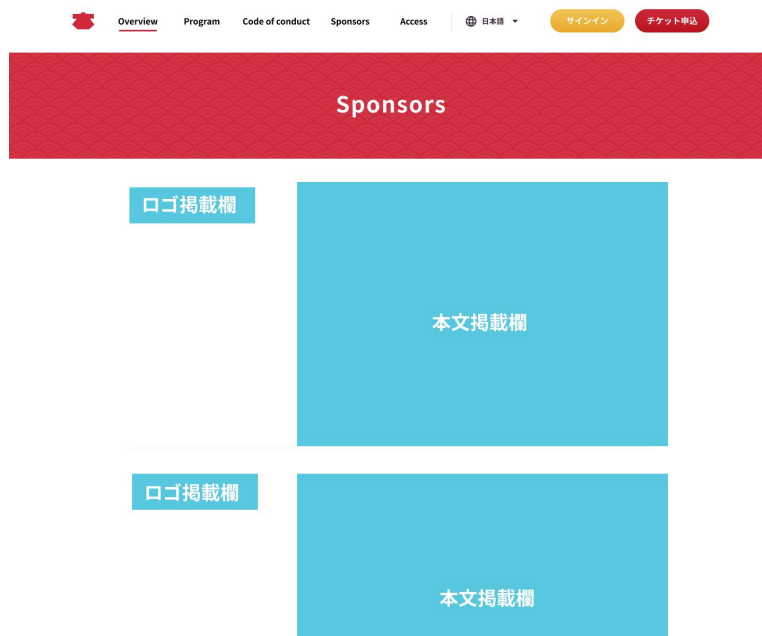 Overview Program Code of conduct Sponsors Access 日本語 サインイン チケット申込
Sponsors
ロゴ掲載欄
本文掲載欄
ロゴ掲載欄
本文掲載欄